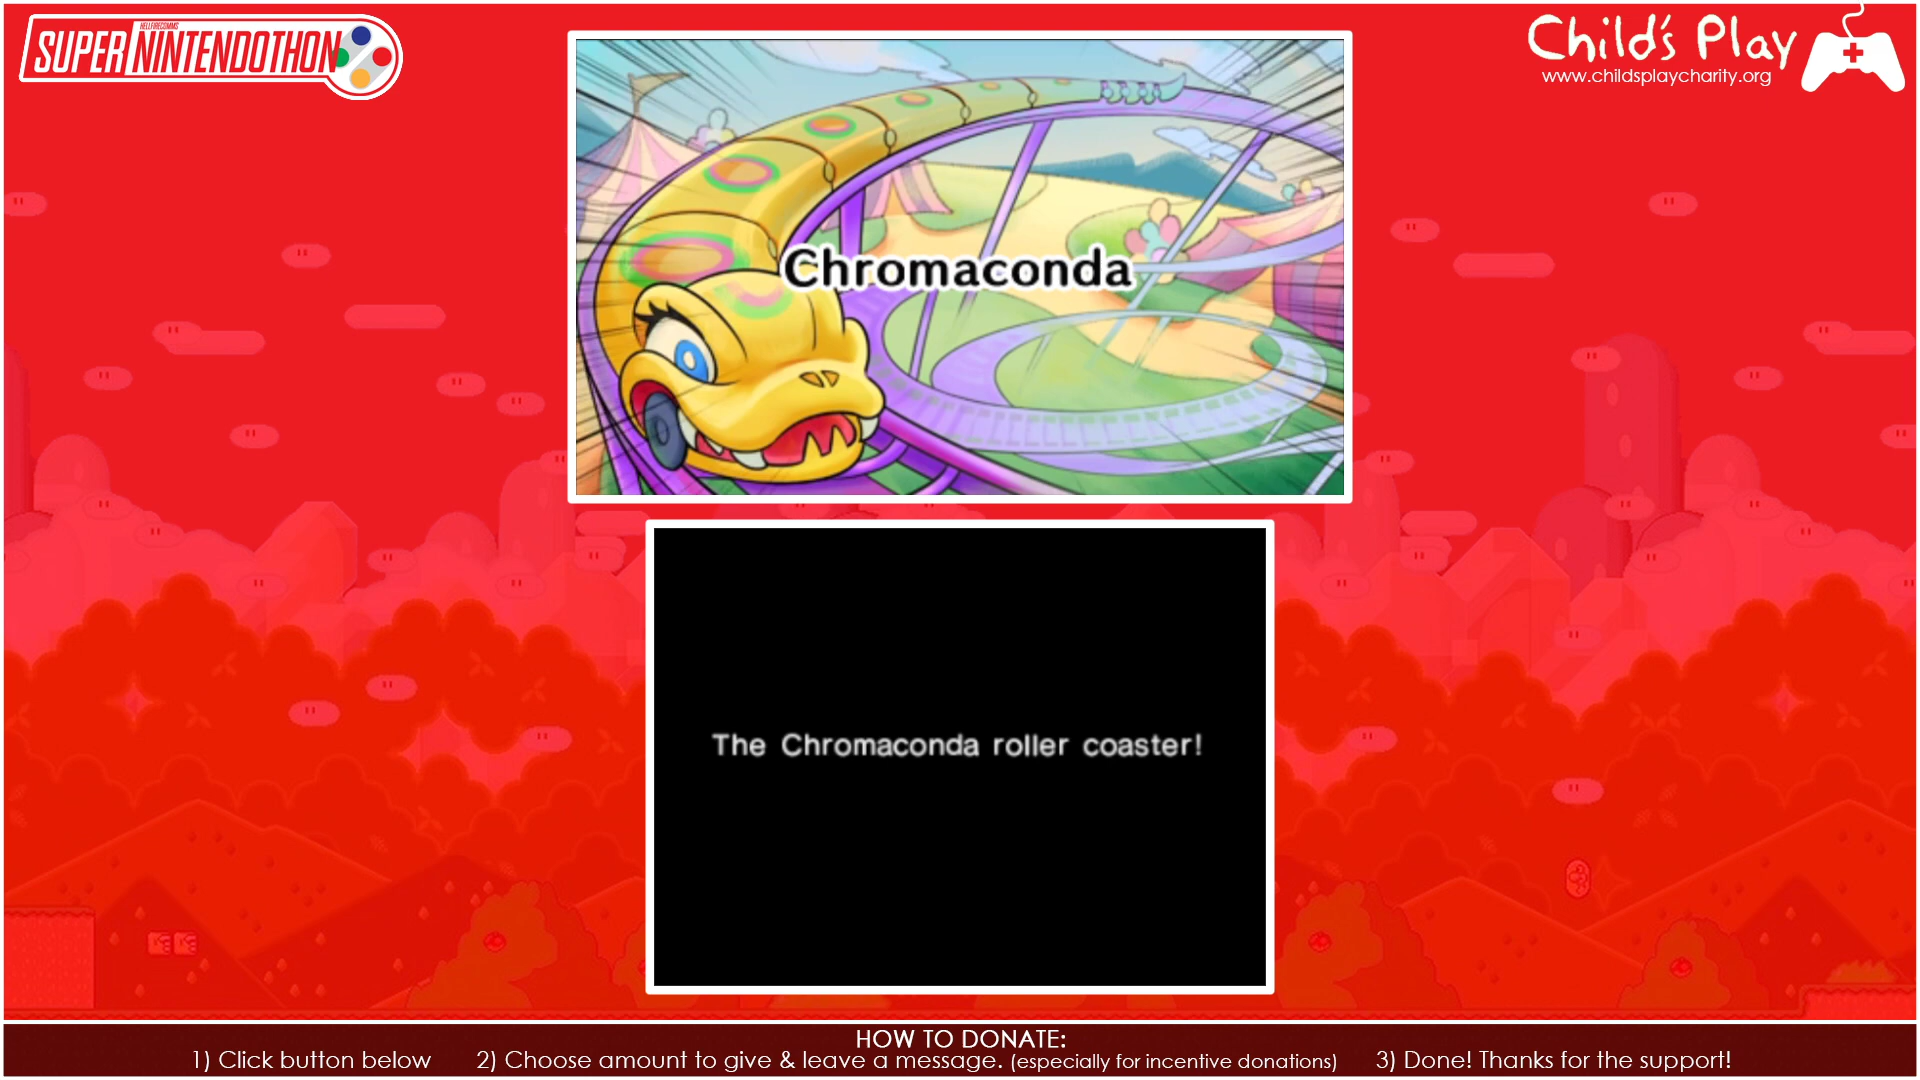 HELLFIRECOMMS
SUPER NINTENDOTHON
Child's Play
www.childsplaycharity.org
Chromaconda
The Chromaconda roller coaster!
HOW TO DONATE:
1) Click button below 2) Choose amount to give & leave a message. (especially for incentive donations) 3) Done! Thanks for the support!